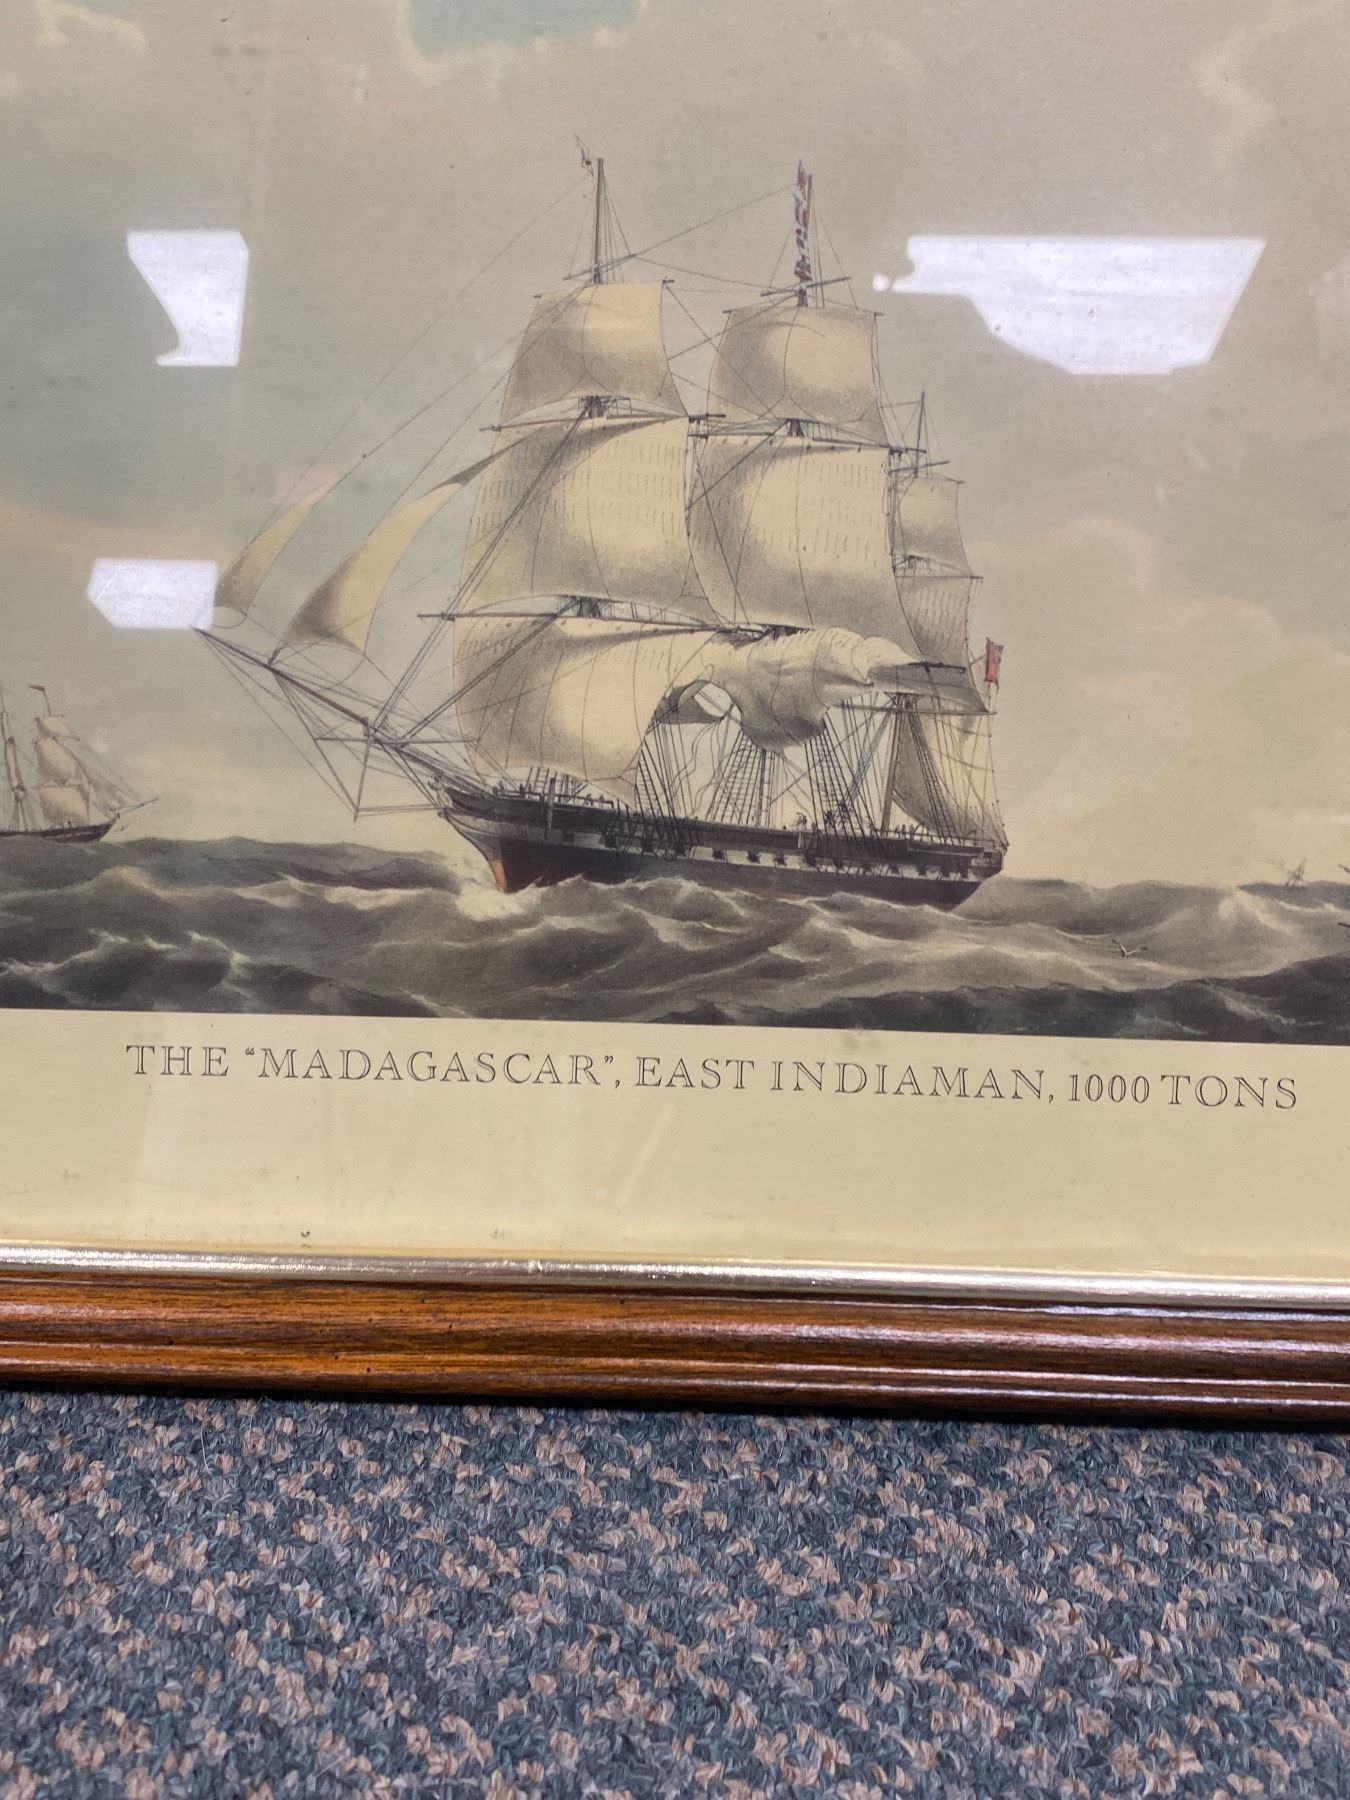 THE “MADAGASCAR”, EAST INDIAMAN, 1000 TONS